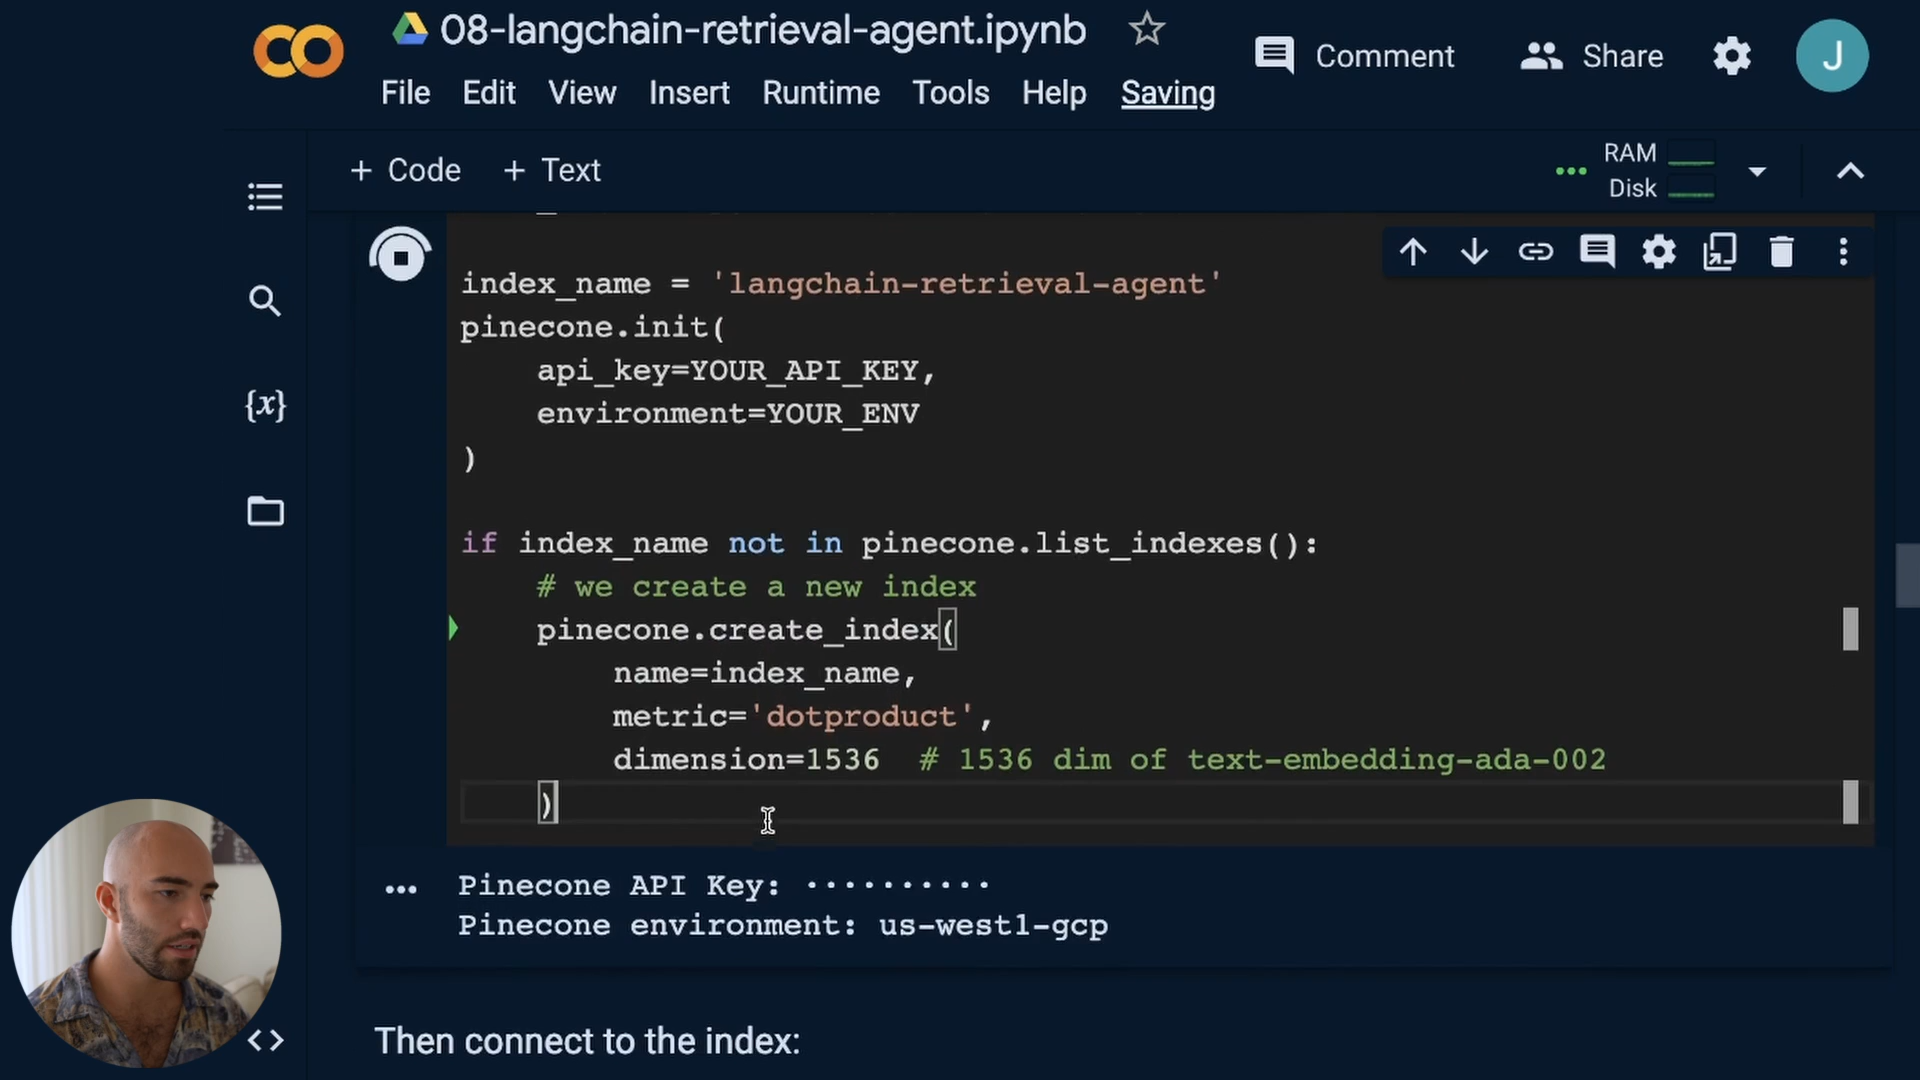 08-langchain-retrieval-agent.ipynb
Comment
Share
J
File Edit View Insert Runtime Tools Help Saving
+ Code + Text
RAM
Disk
index_name = 'langchain-retrieval-agent'
pinecone.init(
    api_key=YOUR_API_KEY,
    environment=YOUR_ENV
)
if index_name not in pinecone.list_indexes():
    # we create a new index
    pinecone.create_index(
        name=index_name,
        metric='dotproduct',
        dimension=1536  # 1536 dim of text-embedding-ada-002
    )
Pinecone API Key: ··········
Pinecone environment: us-west1-gcp
Then connect to the index: